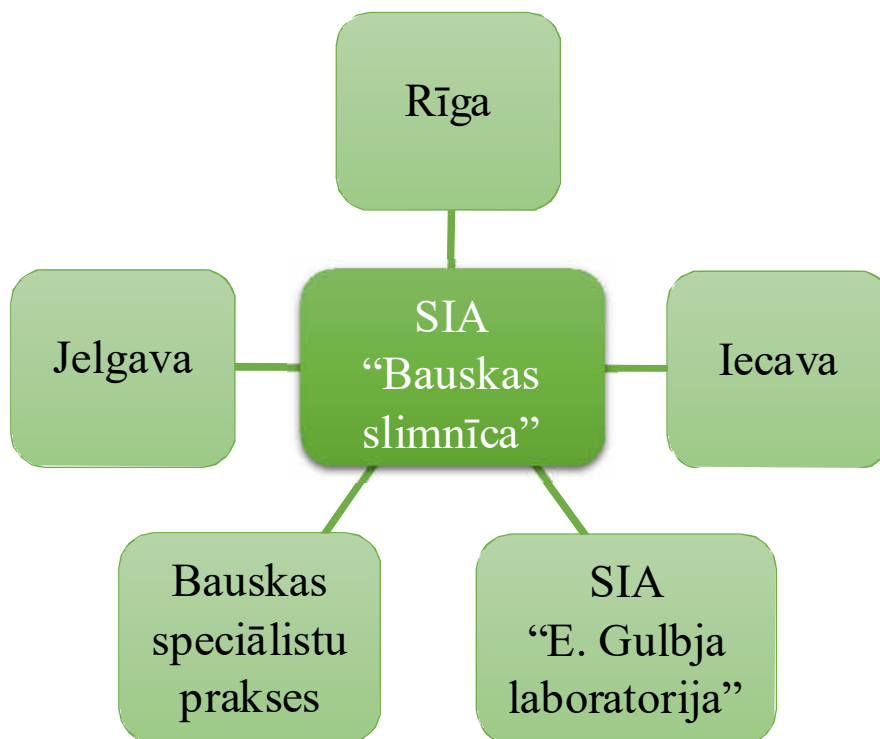 Rīga
Jelgava
SIA
“Bauskas
slimnīca”
Iecava
Bauskas
speciālistu
prakses
SIA
“E. Gulbja
laboratorija”